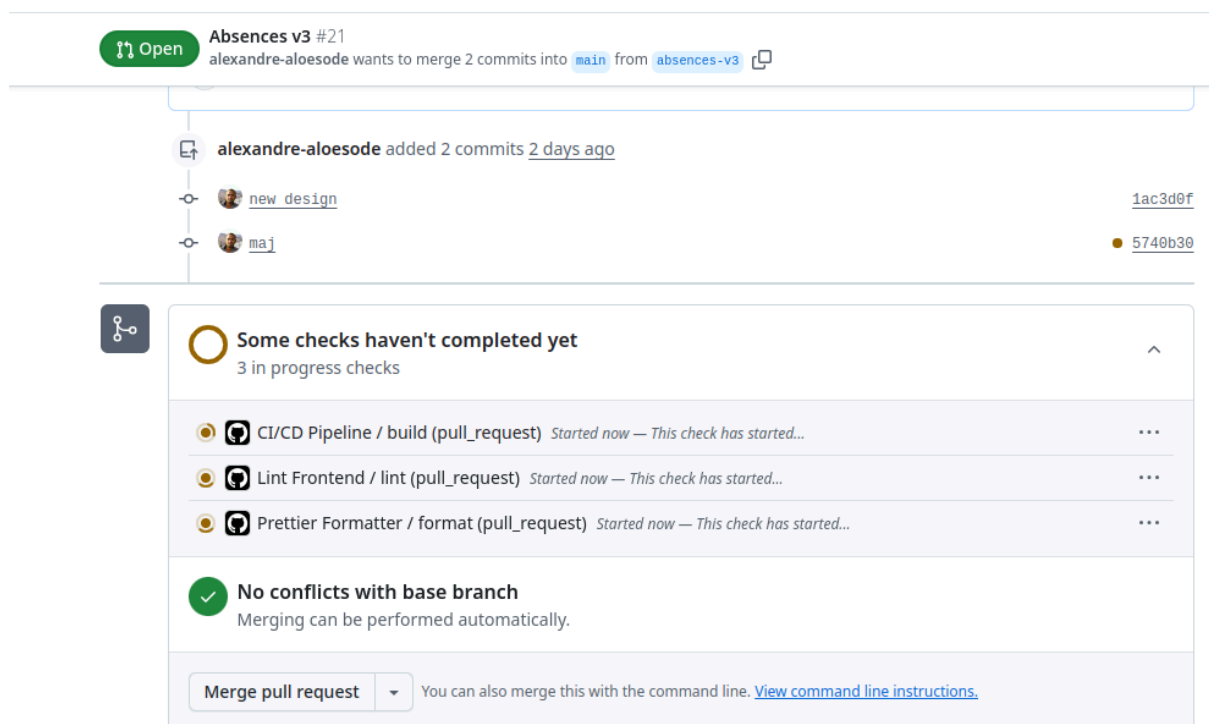 Open
Absences v3 #21
alexandre-aloesode wants to merge 2 commits into main from absences-v3
alexandre-aloesode added 2 commits 2 days ago
new design 1ac3d0f
maj 5740b30
Some checks haven't completed yet
3 in progress checks
CI/CD Pipeline / build (pull_request) Started now — This check has started...
Lint Frontend / lint (pull_request) Started now — This check has started...
Prettier Formatter / format (pull_request) Started now — This check has started...
No conflicts with base branch
Merging can be performed automatically.
Merge pull request You can also merge this with the command line. View command line instructions.